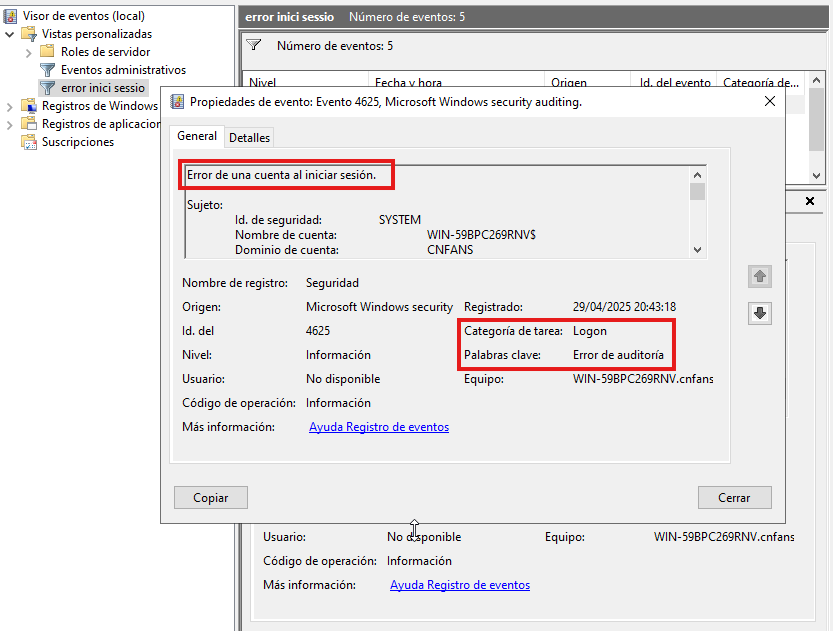 Visor de eventos (local)
Vistas personalizadas
Roles de servidor
Eventos administrativos
error inici sessio
Registros de Windows
Registros de aplicacior
Suscripciones
error inici sessio Número de eventos: 5
Número de eventos: 5
Nivel Fecha y hora Origen Id. del evento Categoría de...
Propiedades de evento: Evento 4625, Microsoft Windows security auditing.
General Detalles
Error de una cuenta al iniciar sesión.
Sujeto:
Id. de seguridad: SYSTEM
Nombre de cuenta: WIN-59BPC269RNV$
Dominio de cuenta: CNFANS
Nombre de registro: Seguridad
Origen: Microsoft Windows security Registrado: 29/04/2025 20:43:18
Id. del 4625 Categoría de tarea: Logon
Nivel: Información Palabras clave: Error de auditoría
Usuario: No disponible Equipo: WIN-59BPC269RNV.cnfans
Código de operación: Información
Más información: Ayuda Registro de eventos
Copiar Cerrar
Usuario: No disponible Equipo: WIN-59BPC269RNV.cnfans
Código de operación: Información
Más información: Ayuda Registro de eventos